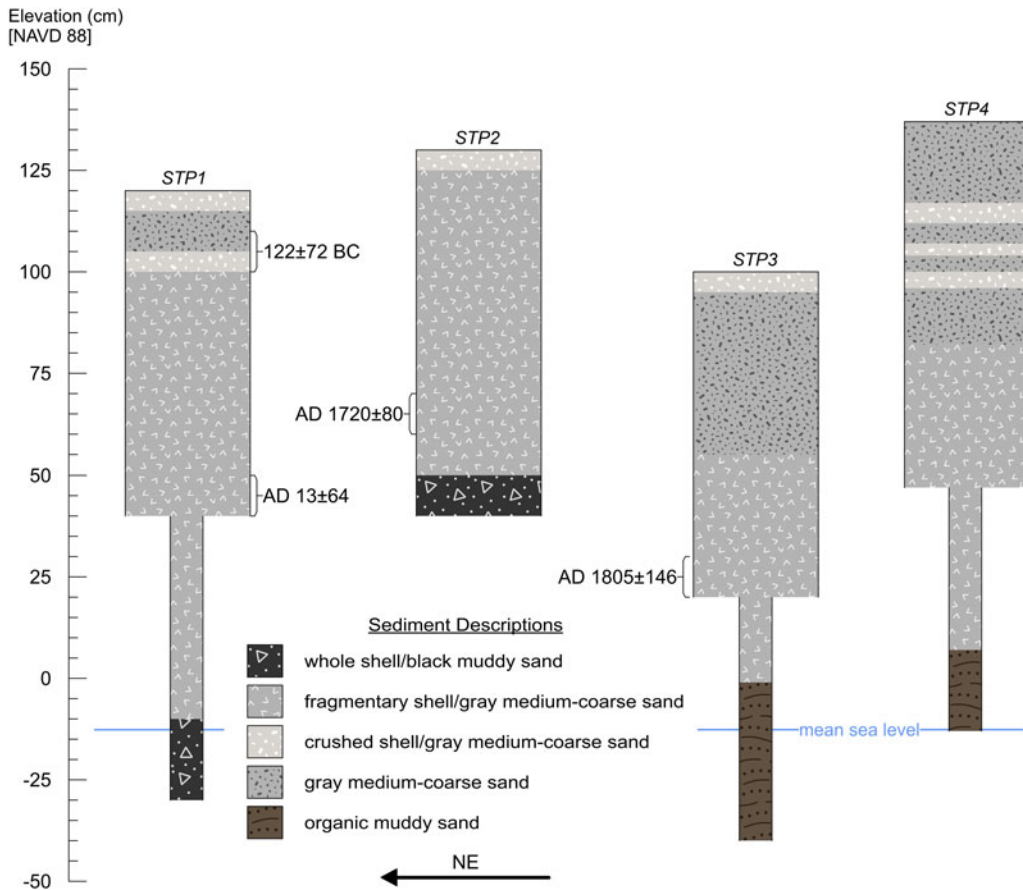 Elevation (cm)
[NAVD 88]
150
125
100
75
50
25
0
-25
-50
STP1
STP2
STP3
STP4
122±72 BC
AD 13±64
AD 1720±80
AD 1805±146
mean sea level
Sediment Descriptions
whole shell/black muddy sand
fragmentary shell/gray medium-coarse sand
crushed shell/gray medium-coarse sand
gray medium-coarse sand
organic muddy sand
NE